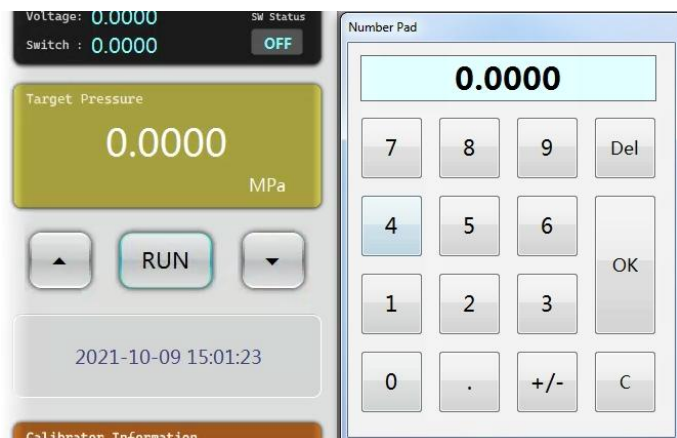 Voltage: 0.0000
SW Status
Switch : 0.0000
OFF
Target Pressure
0.0000
MPa
RUN
2021-10-09 15:01:23
Calibrator Information
Number Pad
0.0000
7 8 9 Del
4 5 6
OK
1 2 3
0 . +/- C